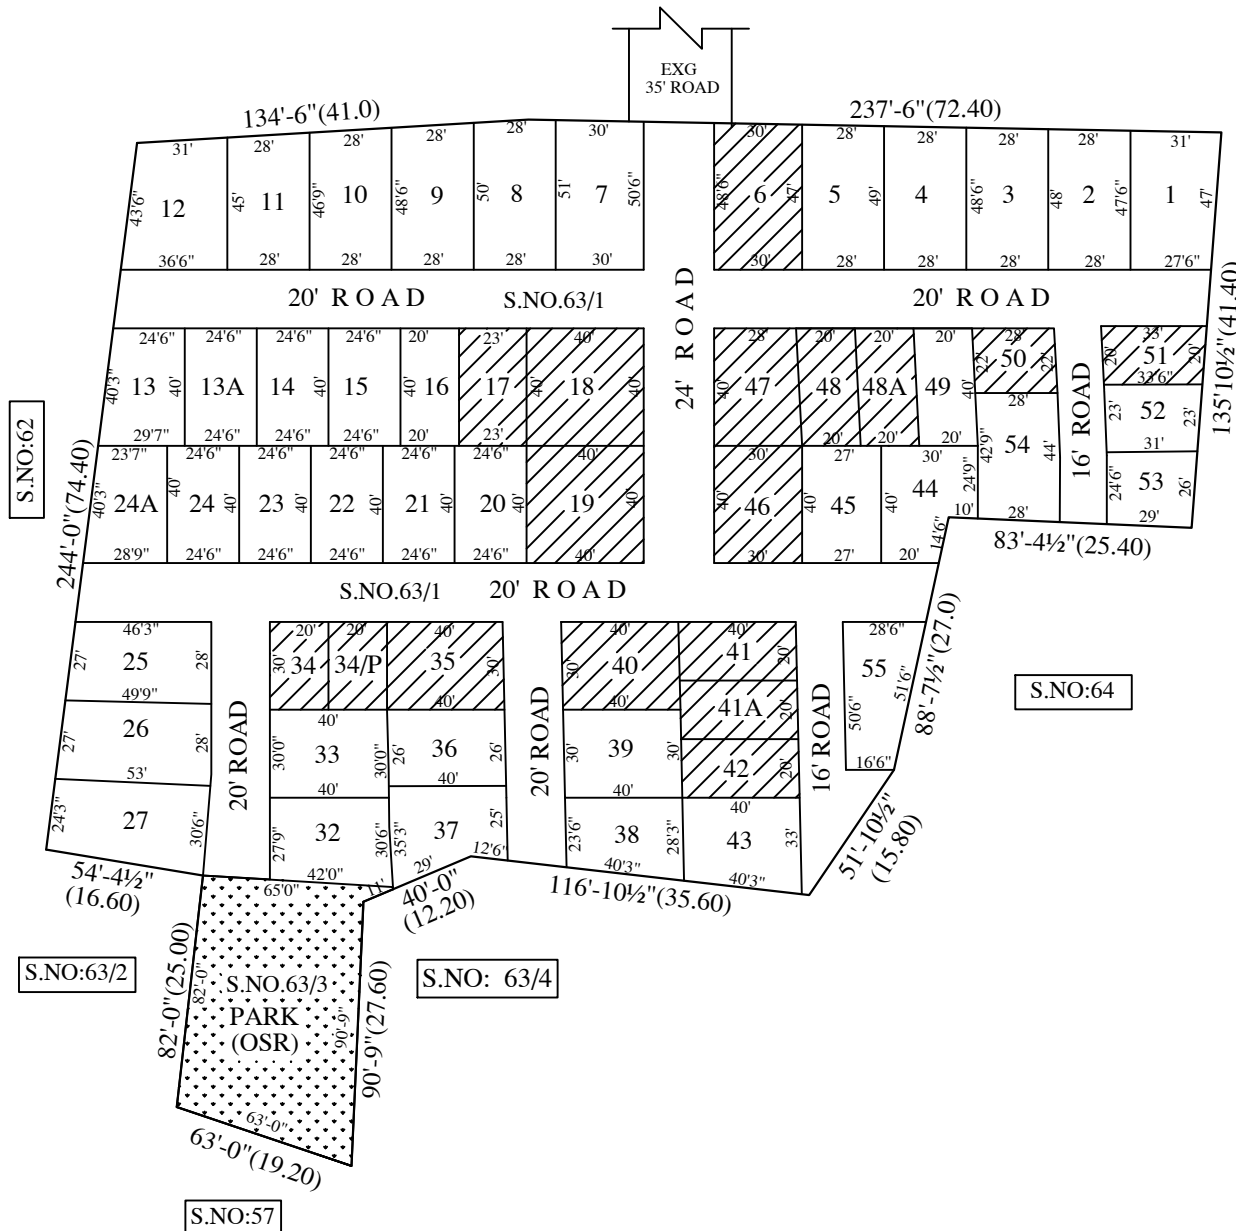 EXG
35' ROAD
134'-6"(41.0)
237'-6"(72.40)
31' 28' 28' 28' 28' 30' 30' 28' 28' 28' 28' 31'
43'6" 12 45' 11 46'9" 10 48'6" 9 50' 8 51' 7 50'6" 48'6" 6 47' 5 49' 4 48'6" 3 48' 2 47'6" 1 47'
36'6" 28' 28' 28' 28' 30' 30' 28' 28' 28' 28' 27'6"
20' ROAD
S.NO.63/1
24' ROAD
20' ROAD
135'10½"(41.40)
24'6" 24'6" 24'6" 24'6" 20' 23' 40' 28' 20' 20' 20' 28' 33'
40'3" 13 40' 13A 14 40' 15 40' 16 17 40' 18 40' 40' 47 48 48A 49 40' 22' 50 22' 20' 51 20'
33'6"
28'
23' 52 23'
16' ROAD
29'7" 24'6" 24'6" 24'6" 20' 23' 20' 20' 20'
31'
S.NO:62
244'-0"(74.40)
23'7" 24'6" 24'6" 24'6" 24'6" 24'6" 40' 30' 27' 30'
42'9" 54 44'
40'3" 24A 40' 24 40' 23 40' 22 40' 21 40' 20 40' 19 40' 40' 46 40' 45 40' 44 24'9" 24'6" 53 26'
10' 28' 29'
14'6"
28'9" 24'6" 24'6" 24'6" 24'6" 24'6" 40' 30' 27' 20'
83'-4½"(25.40)
S.NO.63/1
20' ROAD
88'-7½"(27.0)
46'3" 20' 20' 40' 40' 40' 28'6"
27' 25 28' 30' 34 34/P 35 30' 30' 40 41 20' 55 51'6"
S.NO:64
49'9" 40' 40'
41A 20'
50'6"
27' 26 28' 40'
20' ROAD
30'0" 33 30'0" 26' 36 26'
20' ROAD
30' 39 30' 42 20'
16' ROAD
16'6"
53' 40' 40' 40' 40'
24'3" 27 30'6" 27'9" 32 30'6" 35'3" 37 25' 23'6" 38 28'3" 43 33'
51'-10½"
(15.80)
12'6"
29'
42'0" 40'3" 40'3"
65'0"
54'-4½"
(16.60)
40'-0"
(12.20)
116'-10½"(35.60)
S.NO:63/2
82'-0"(25.00)
82'-0"
S.NO.63/3
PARK
(OSR)
90'-9"
90'-9"(27.60)
S.NO: 63/4
63'-0"
63'-0"(19.20)
S.NO:57